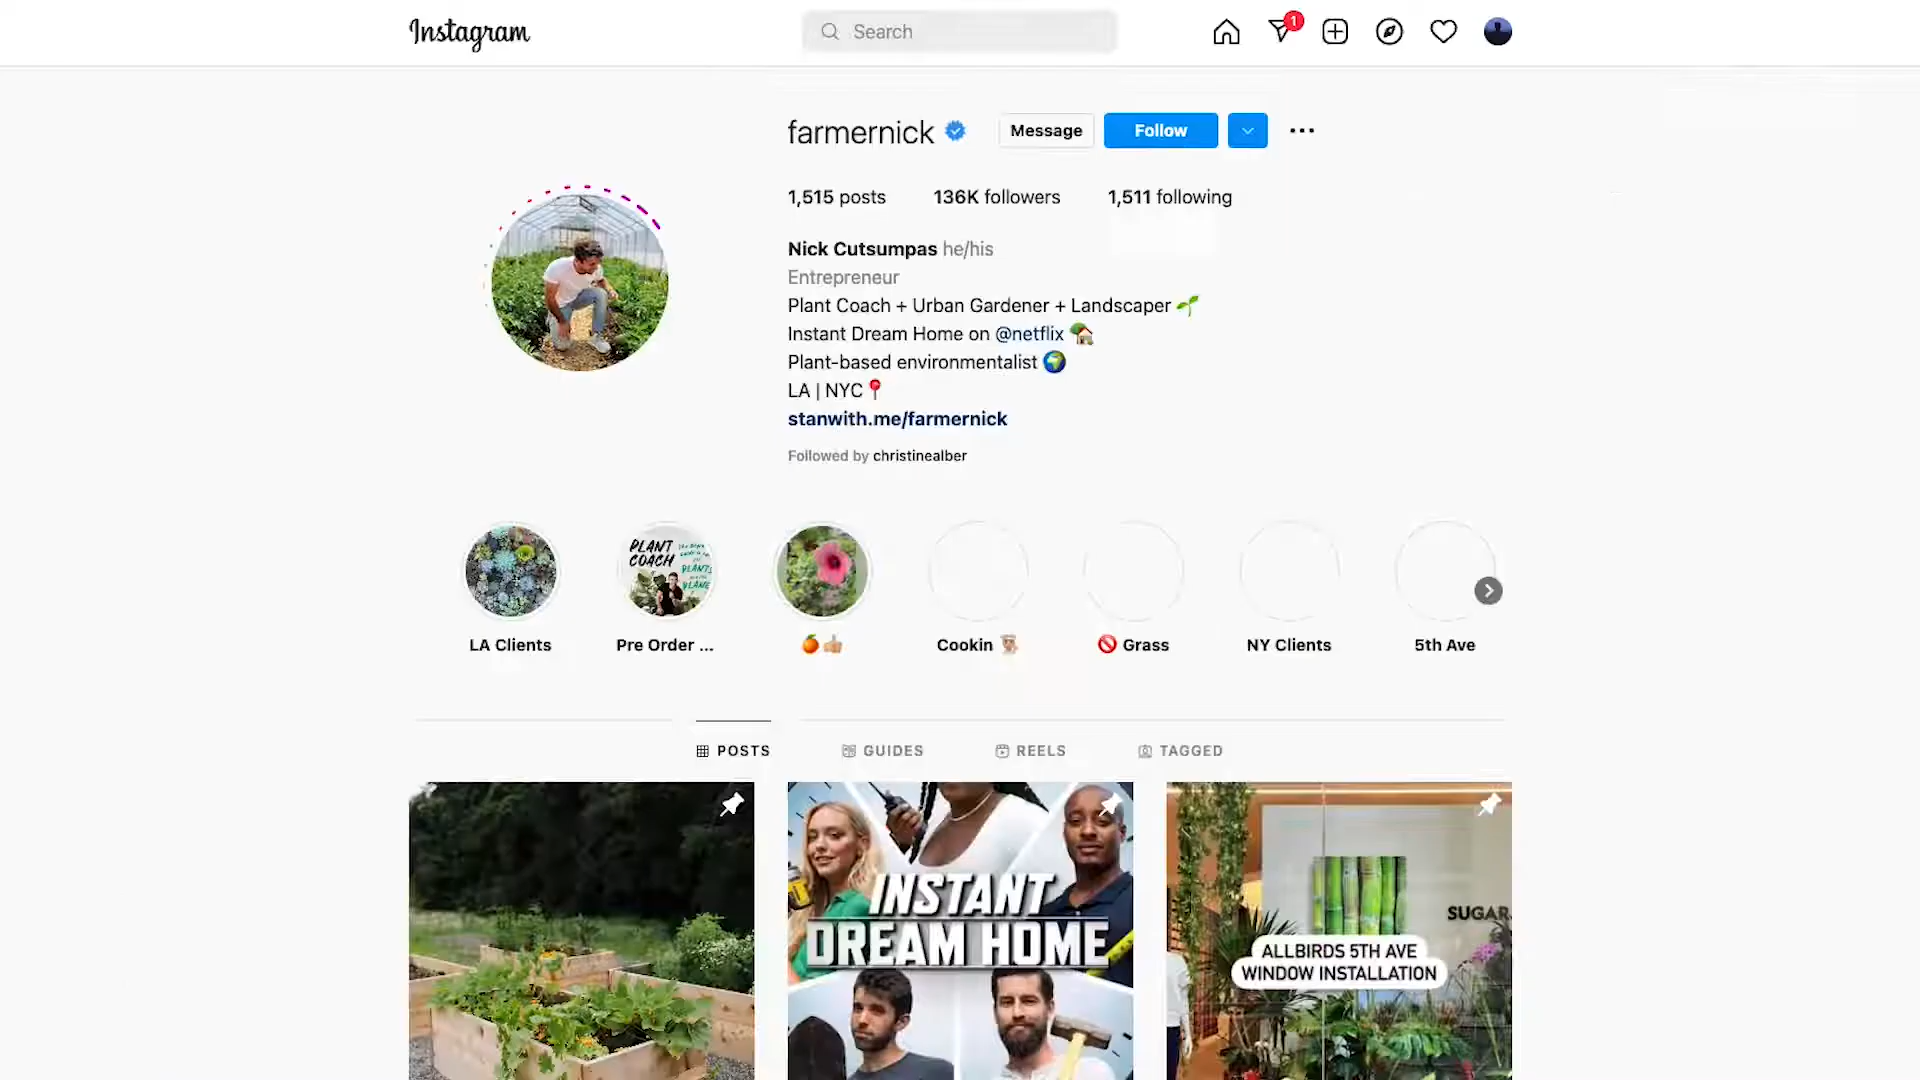 Instagram
Search
1
farmernick
Message
Follow
1,515 posts
136K followers
1,511 following
Nick Cutsumpas he/his
Entrepreneur
Plant Coach + Urban Gardener + Landscaper 🌱
Instant Dream Home on @netflix 🏡
Plant-based environmentalist 🌍
LA | NYC📍
stanwith.me/farmernick
Followed by christinealber
PLANT
COACH
PLANTS
PLANE
LA Clients
Pre Order ...
🍊👍🏼
Cookin
🚫 Grass
NY Clients
5th Ave
POSTS
GUIDES
REELS
TAGGED
INSTANT
DREAM HOME
SUGAR
ALLBIRDS 5TH AVE
WINDOW INSTALLATION